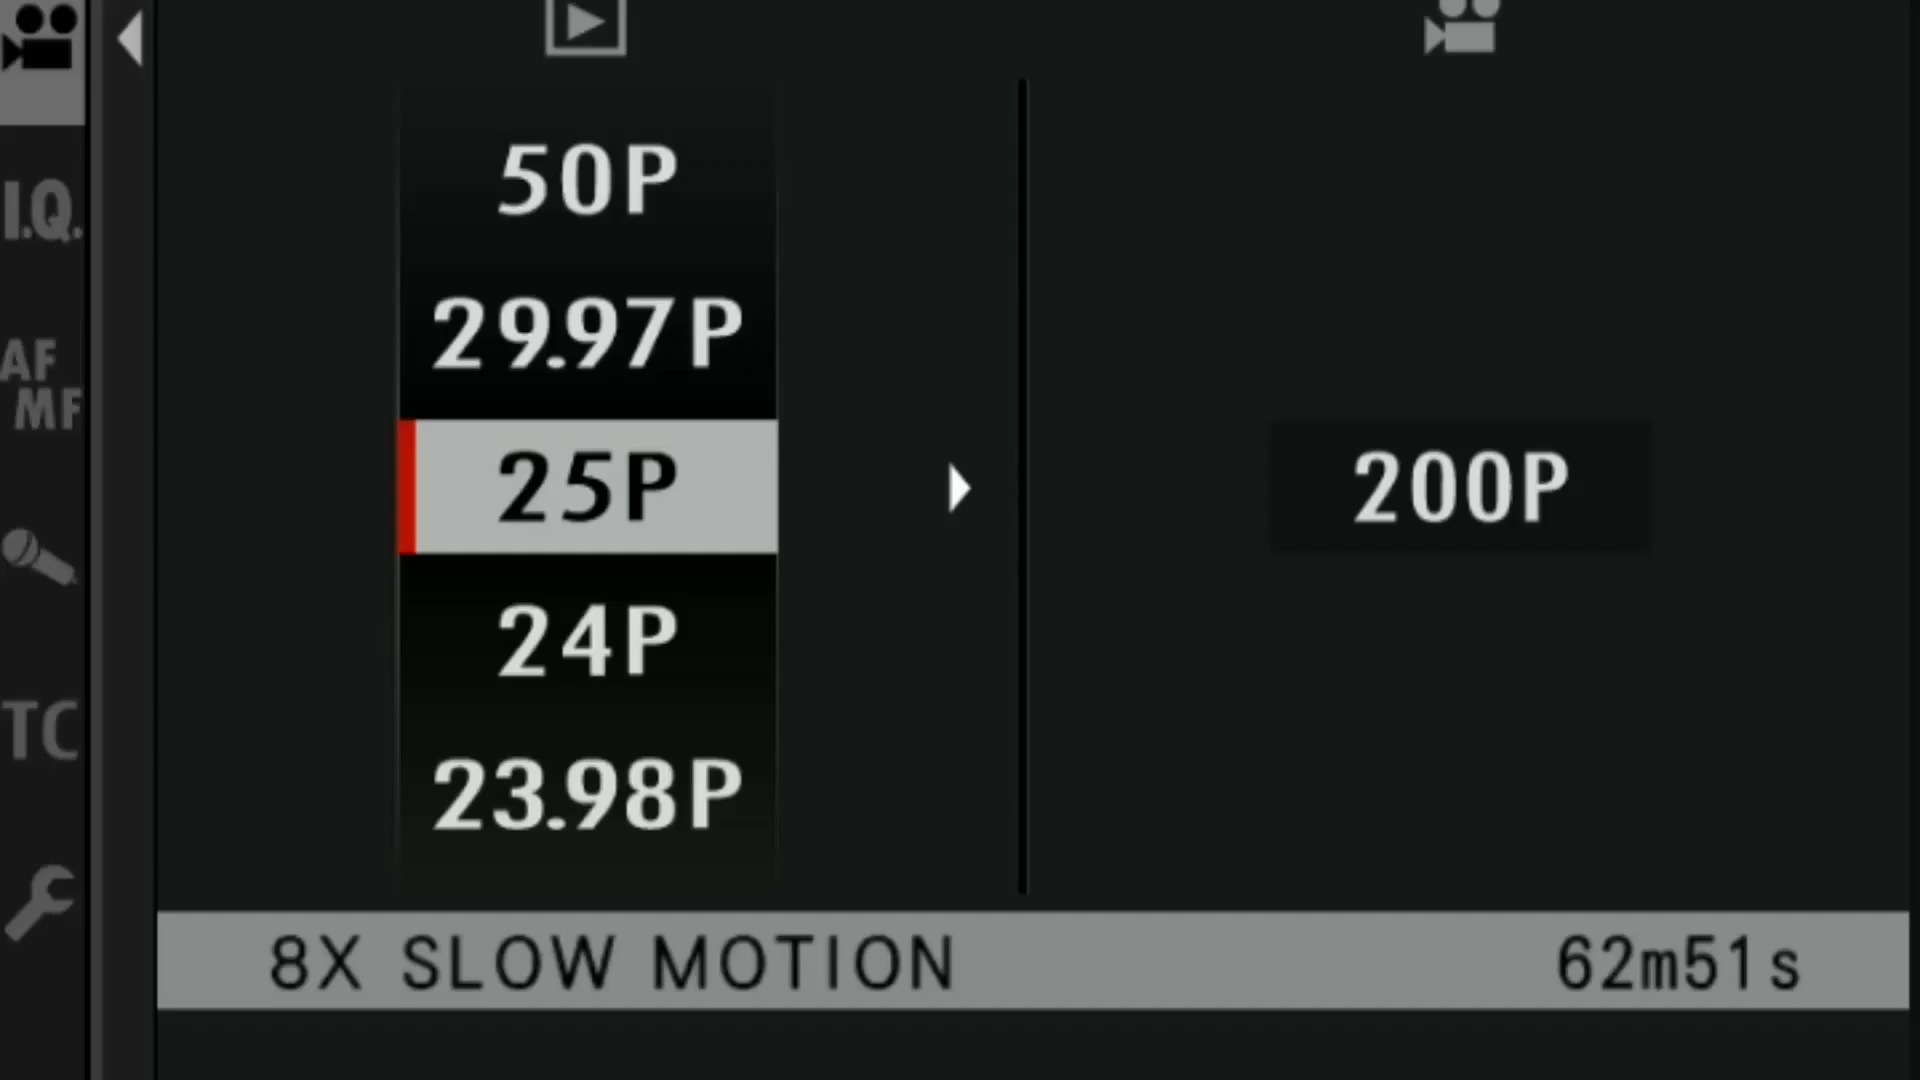 I.Q.
AF
MF
TC
50P
29.97P
25P
24P
23.98P
200P
8X SLOW MOTION 62m51s